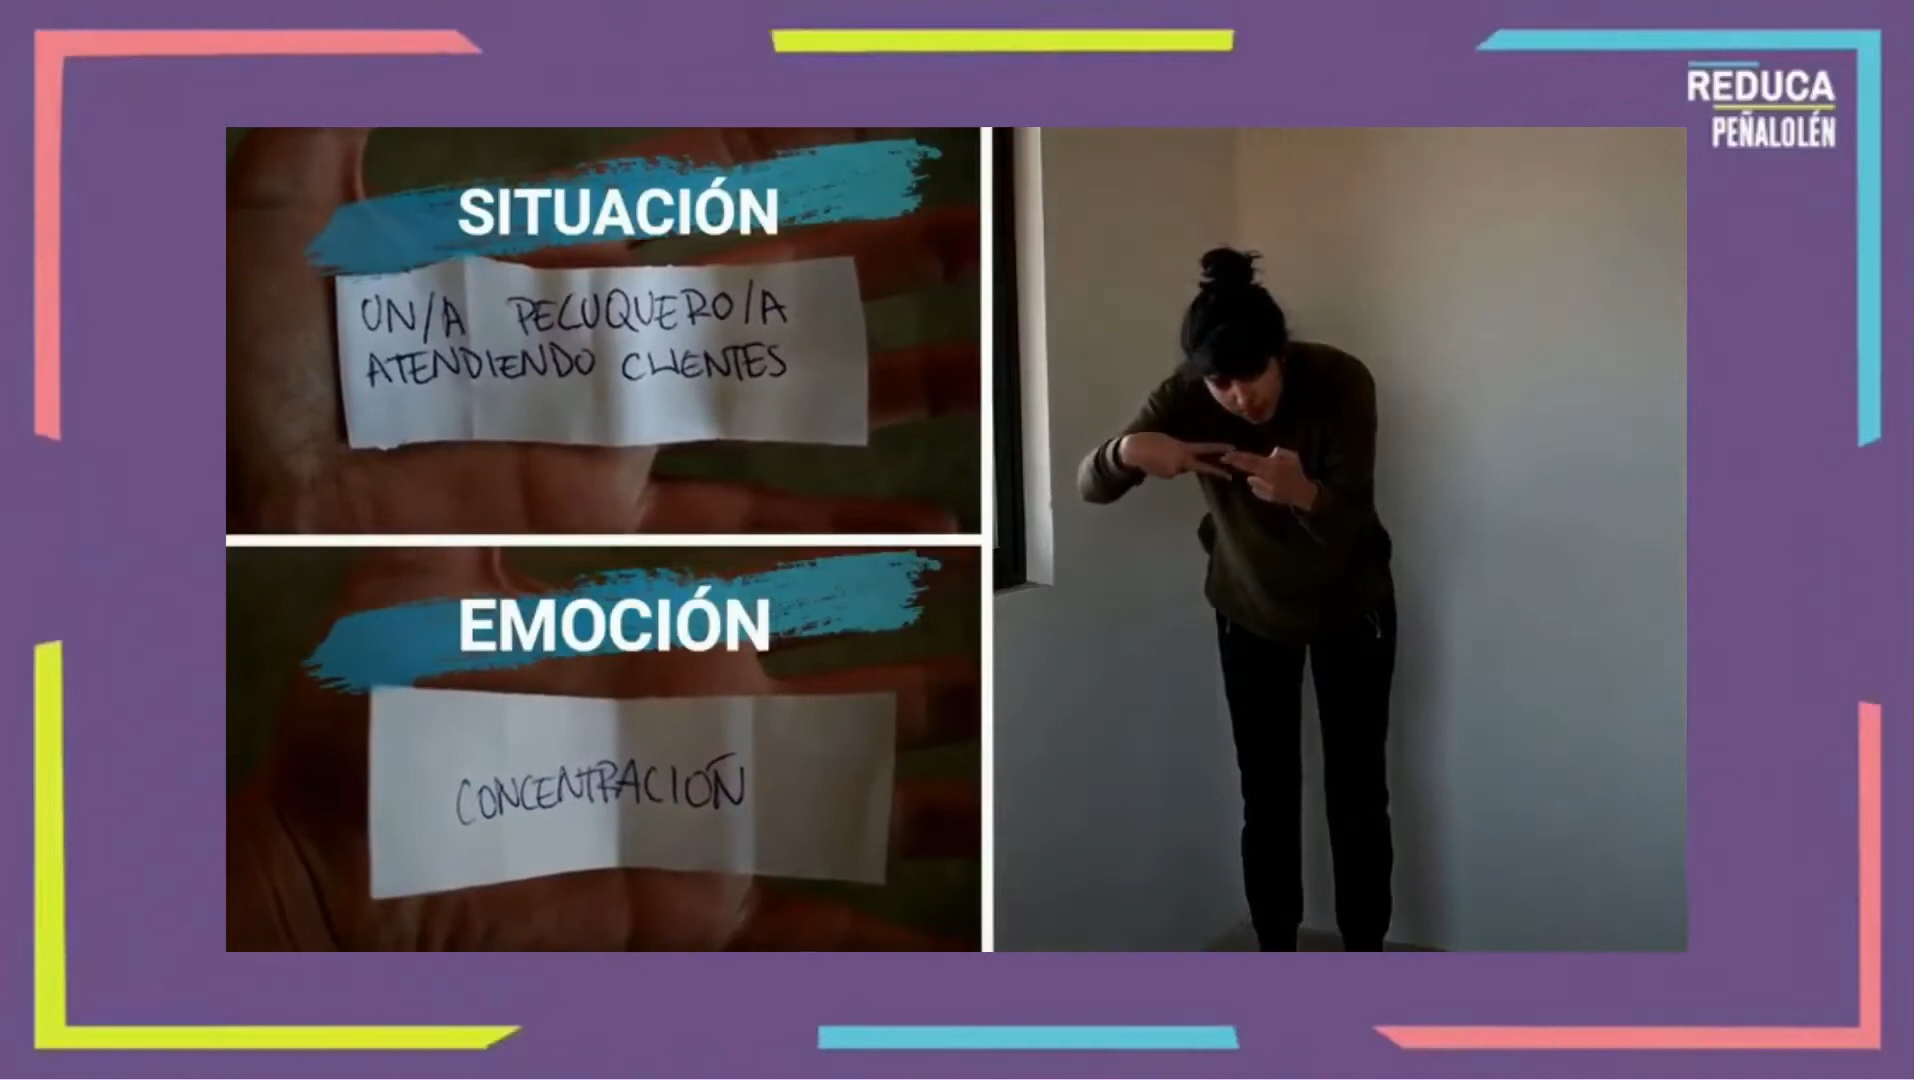 REDUCA
PEÑALOLÉN
SITUACIÓN
UN/A PELUQUERO/A
ATENDIENDO CLIENTES
EMOCIÓN
CONCENTRACIÓN